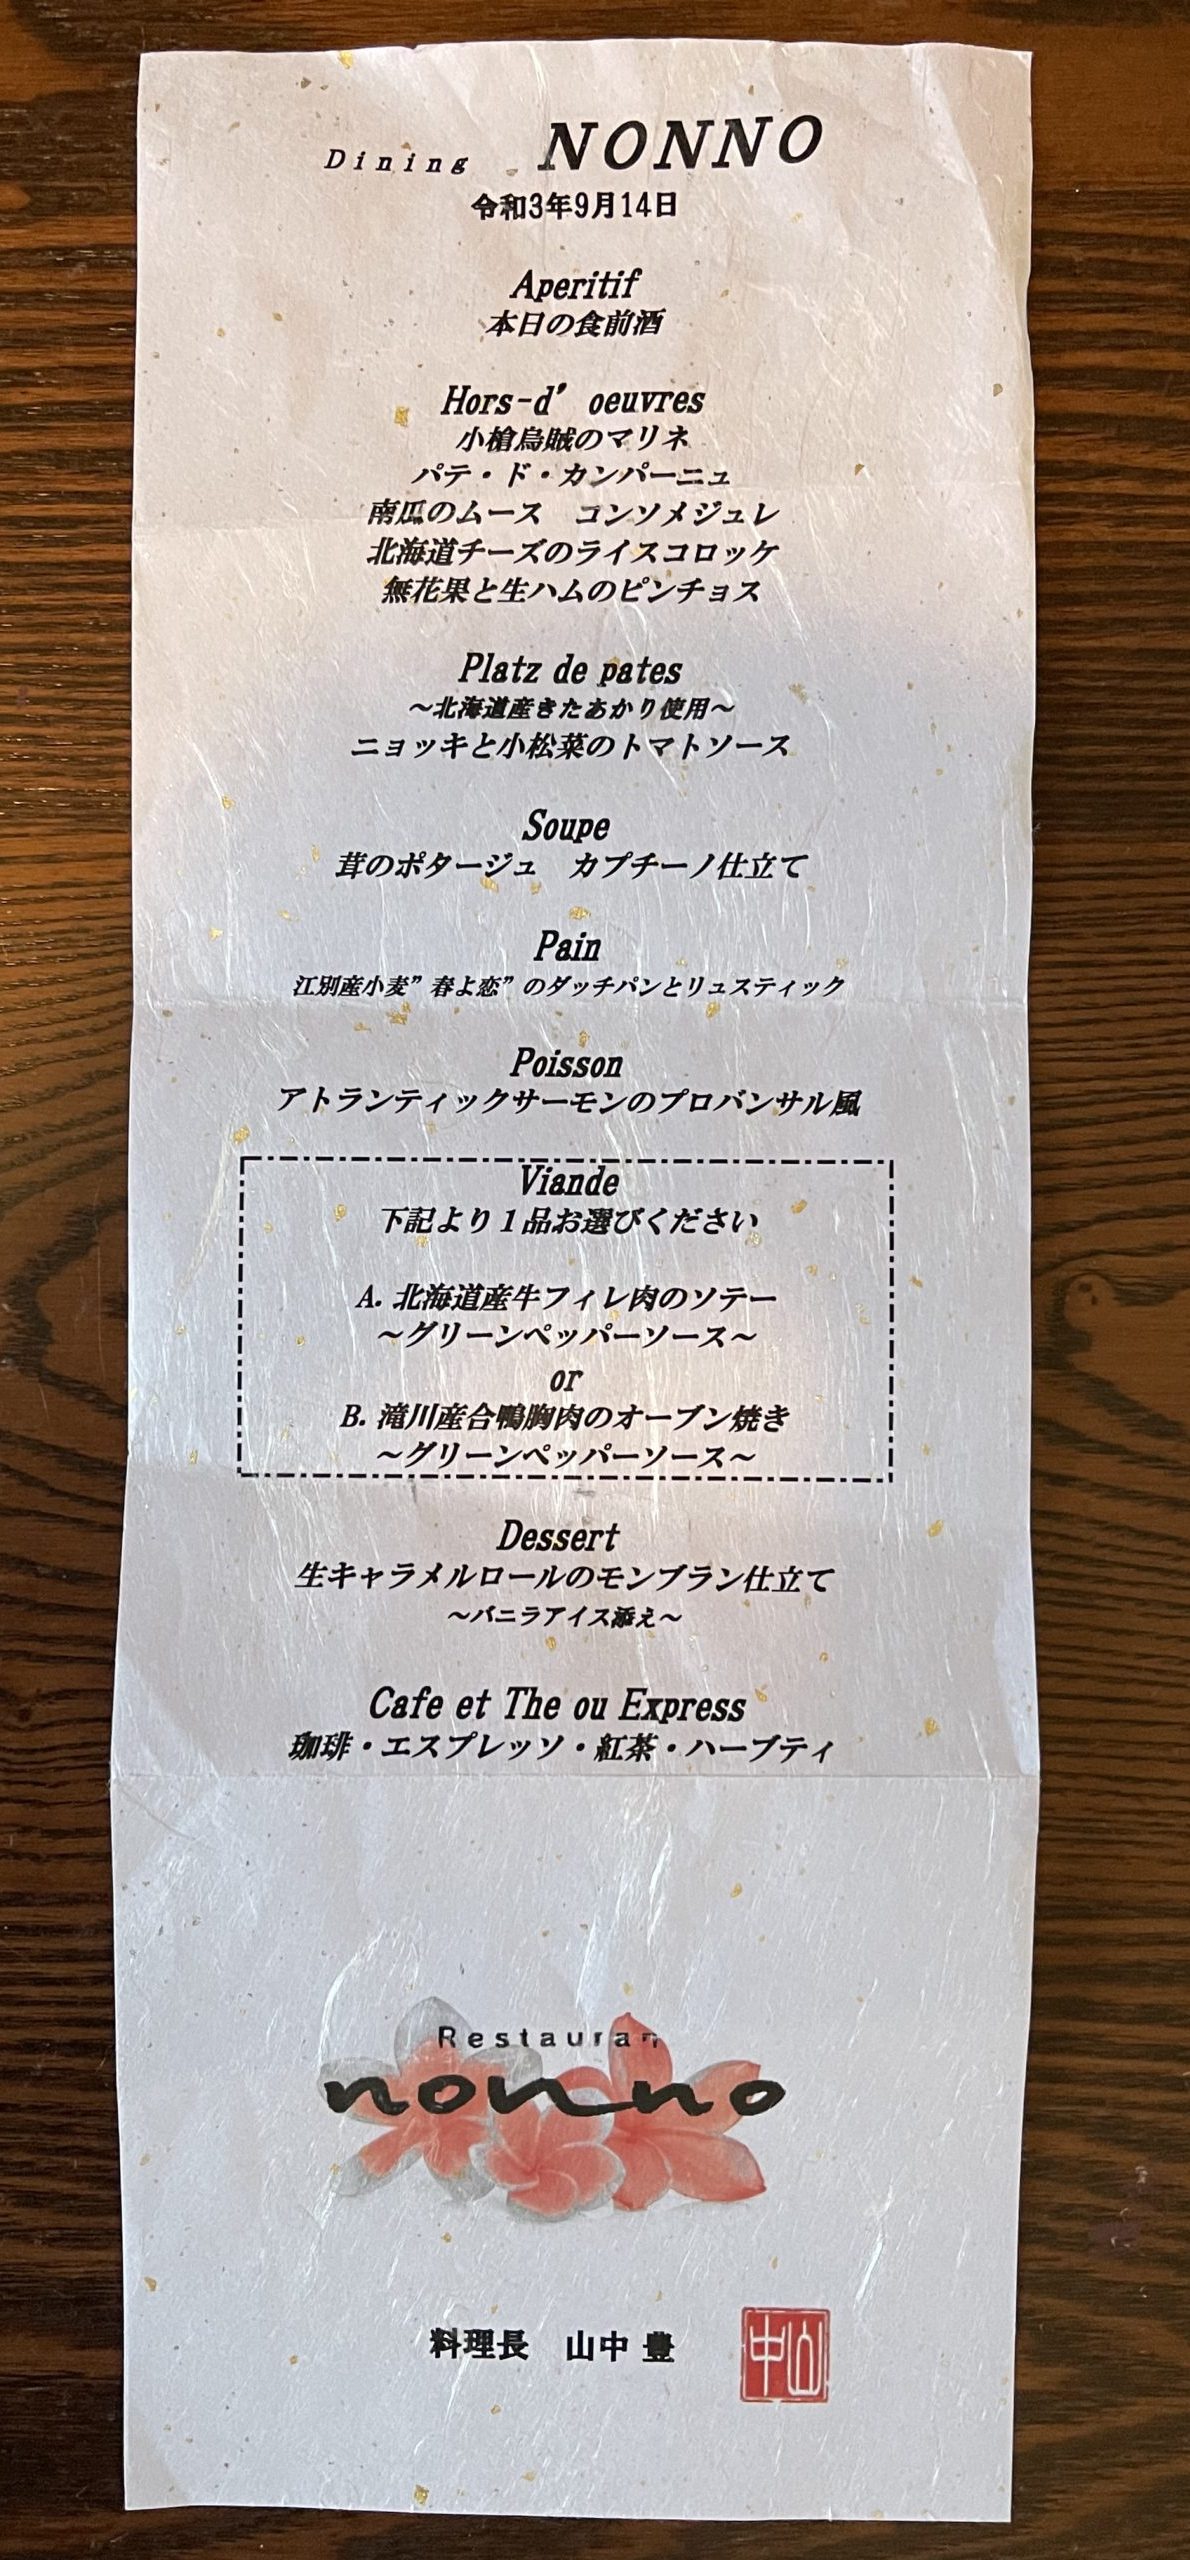 Dining NONNO
令和3年9月14日
Aperitif
本日の食前酒
Hors-d’oeuvres
小槍烏賊のマリネ
パテ・ド・カンパーニュ
南瓜のムース　コンソメジュレ
北海道チーズのライスコロッケ
無花果と生ハムのピンチョス
Platz de pates
～北海道産きたあかり使用～
ニョッキと小松菜のトマトソース
Soupe
茸のポタージュ　カプチーノ仕立て
Pain
江別産小麦”春よ恋”のダッチパンとリュスティック
Poisson
アトランティックサーモンのプロバンサル風
Viande
下記より１品お選びください
A. 北海道産牛フィレ肉のソテー
～グリーンペッパーソース～
or
B. 滝川産合鴨胸肉のオーブン焼き
～グリーンペッパーソース～
Dessert
生キャラメルロールのモンブラン仕立て
～バニラアイス添え～
Cafe et The ou Express
珈琲・エスプレッソ・紅茶・ハーブティ
Restauran
nonno
料理長　山中 豊
山中